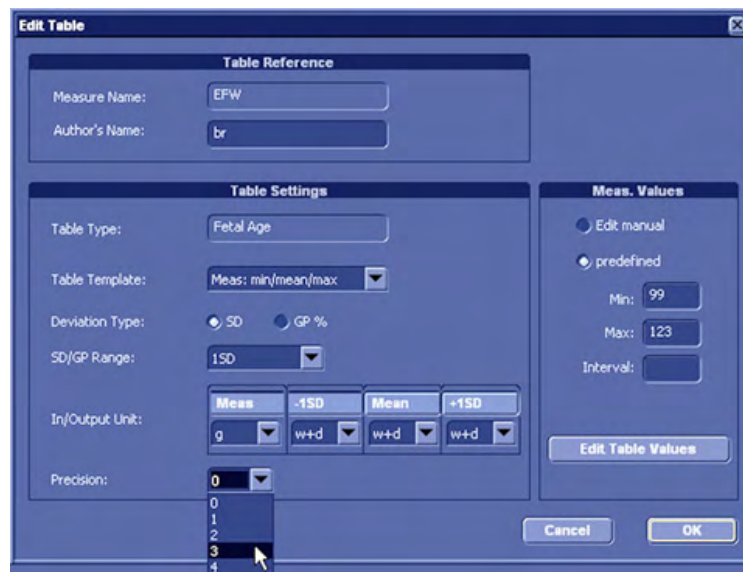 Edit Table
Table Reference
Measure Name: EFW
Author's Name: br
Table Settings
Table Type: Fetal Age
Table Template: Meas: min/mean/max
Deviation Type: SD GP %
SD/GP Range: 1SD
Meas -1SD Mean +1SD
In/Output Unit: g w+d w+d w+d
Precision: 0
0
1
2
3
4
Meas. Values
Edit manual
predefined
Min: 99
Max: 123
Interval:
Edit Table Values
Cancel OK